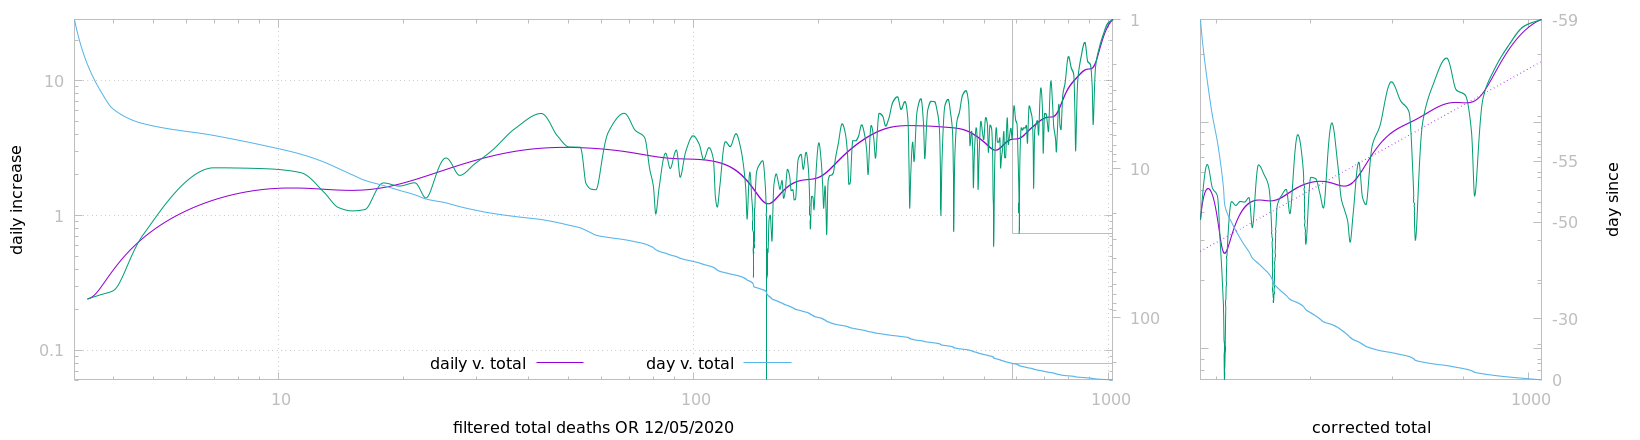 daily increase
10
1
0.1
daily v. total
day v. total
10
100
1000
filtered total deaths OR 12/05/2020
1
10
100
-59
-55
-50
-30
0
day since
1000
corrected total